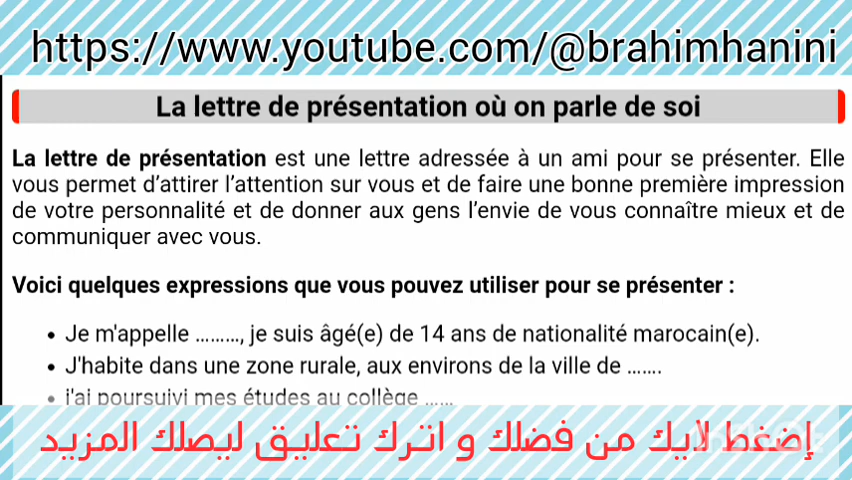 https://www.youtube.com/@brahimhanini
La lettre de présentation où on parle de soi
La lettre de présentation est une lettre adressée à un ami pour se présenter. Elle
vous permet d’attirer l’attention sur vous et de faire une bonne première impression
de votre personnalité et de donner aux gens l’envie de vous connaître mieux et de
communiquer avec vous.
Voici quelques expressions que vous pouvez utiliser pour se présenter :
• Je m'appelle ........., je suis âgé(e) de 14 ans de nationalité marocain(e).
• J'habite dans une zone rurale, aux environs de la ville de .......
• j'ai poursuivi mes études au collège ......
إضغط لايك من فضلك و اترك تعليق ليصلك المزيد